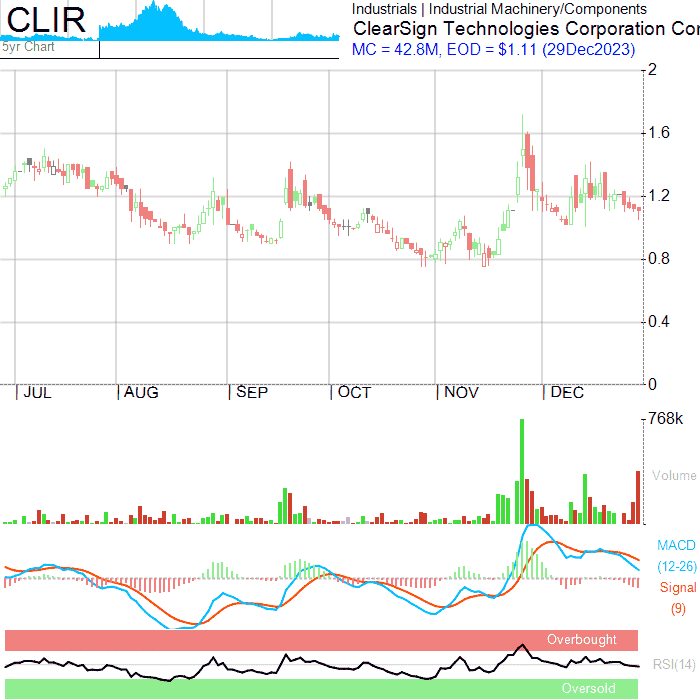 CLIR
5yr Chart
Industrials | Industrial Machinery/Components
ClearSign Technologies Corporation Cor
MC = 42.8M, EOD = $1.11 (29Dec2023)
2
1.6
1.2
0.8
0.4
0
JUL AUG SEP OCT NOV DEC
768k
Volume
MACD
(12-26)
Signal
(9)
Overbought
RSI(14)
Oversold